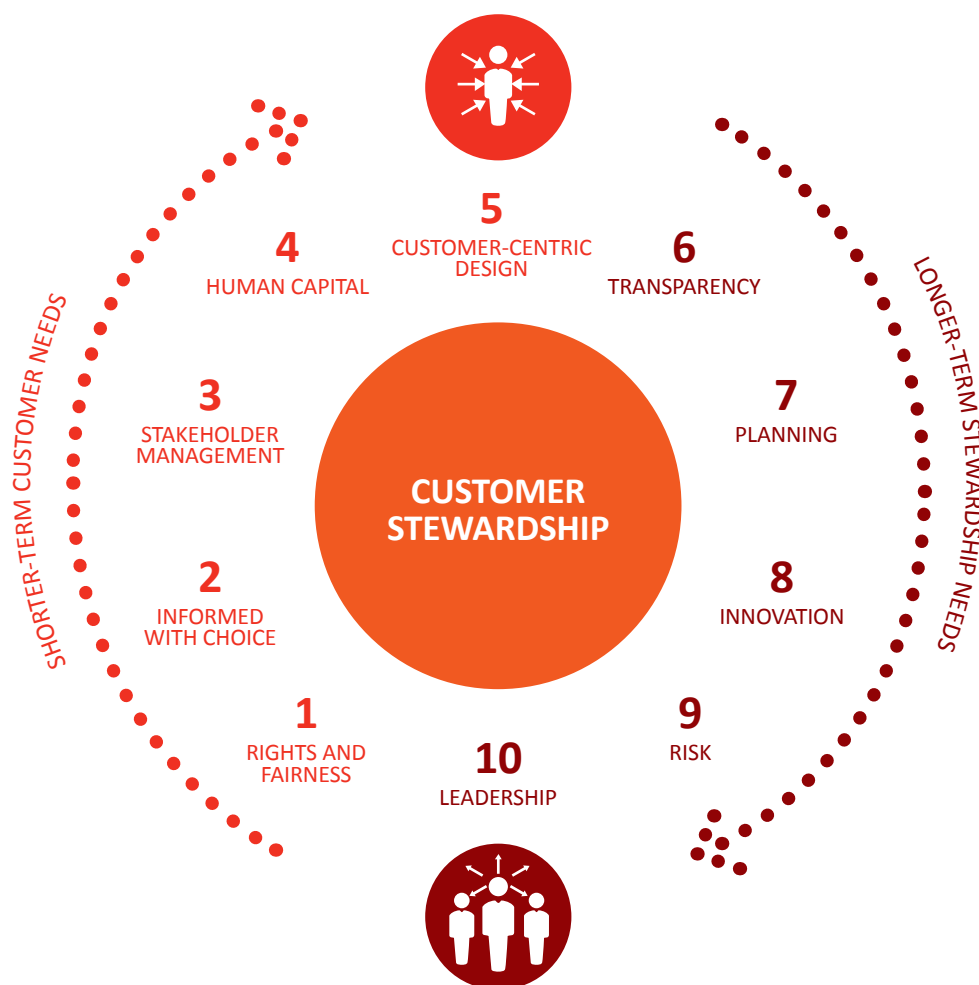 5
CUSTOMER-CENTRIC
DESIGN
4
HUMAN CAPITAL
6
TRANSPARENCY
SHORTER-TERM CUSTOMER NEEDS
LONGER-TERM STEWARDSHIP NEEDS
3
STAKEHOLDER
MANAGEMENT
7
PLANNING
CUSTOMER
STEWARDSHIP
2
INFORMED
WITH CHOICE
8
INNOVATION
1
RIGHTS AND
FAIRNESS
9
RISK
10
LEADERSHIP